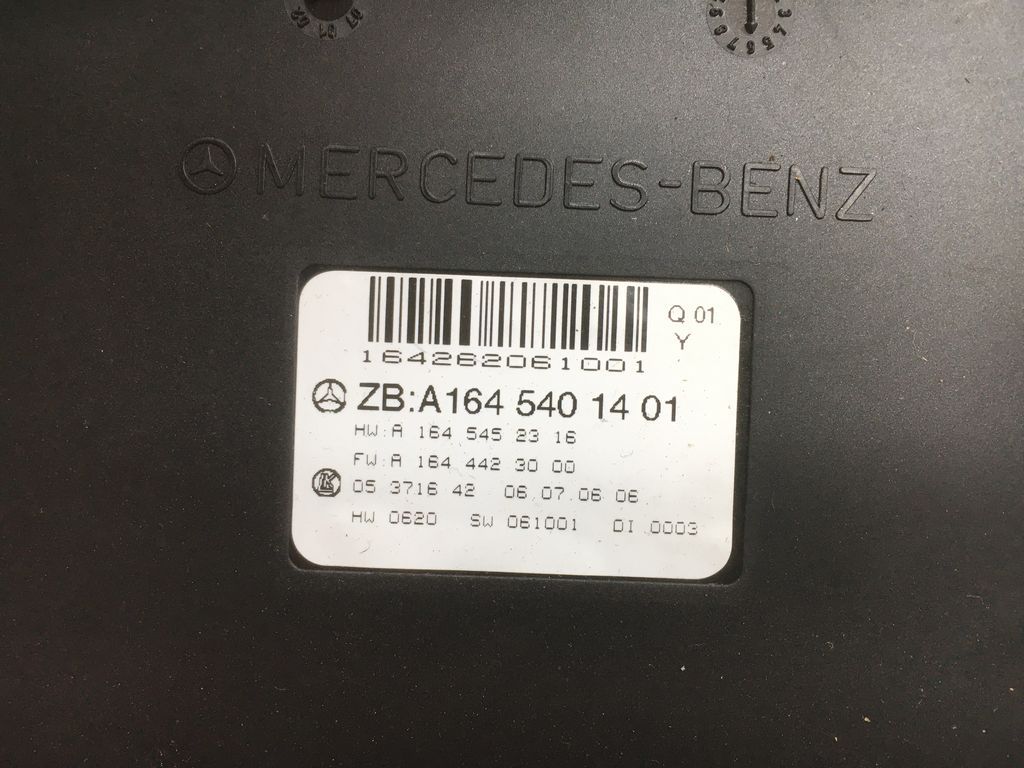 MERCEDES-BENZ
164262061001
Q 01
Y
ZB:A164 540 14 01
HW:A 164 545 23 16
FW:A 164 442 30 00
05 3716 42 06.07.06 06
HW 0620 SW 061001 OI 0003